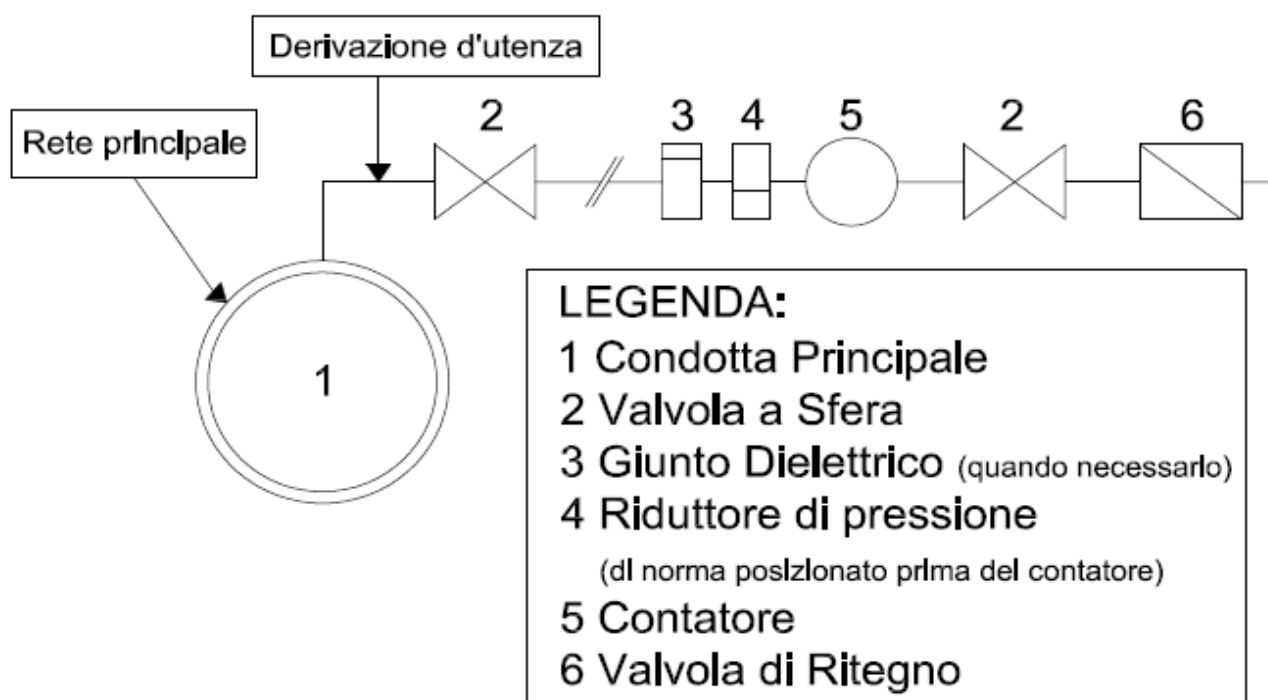 Derivazione d'utenza
Rete principale
2 3 4 5 2 6
1
LEGENDA:
1 Condotta Principale
2 Valvola a Sfera
3 Giunto Dielettrico (quando necessario)
4 Riduttore di pressione
(di norma posizionato prima del contatore)
5 Contatore
6 Valvola di Ritegno